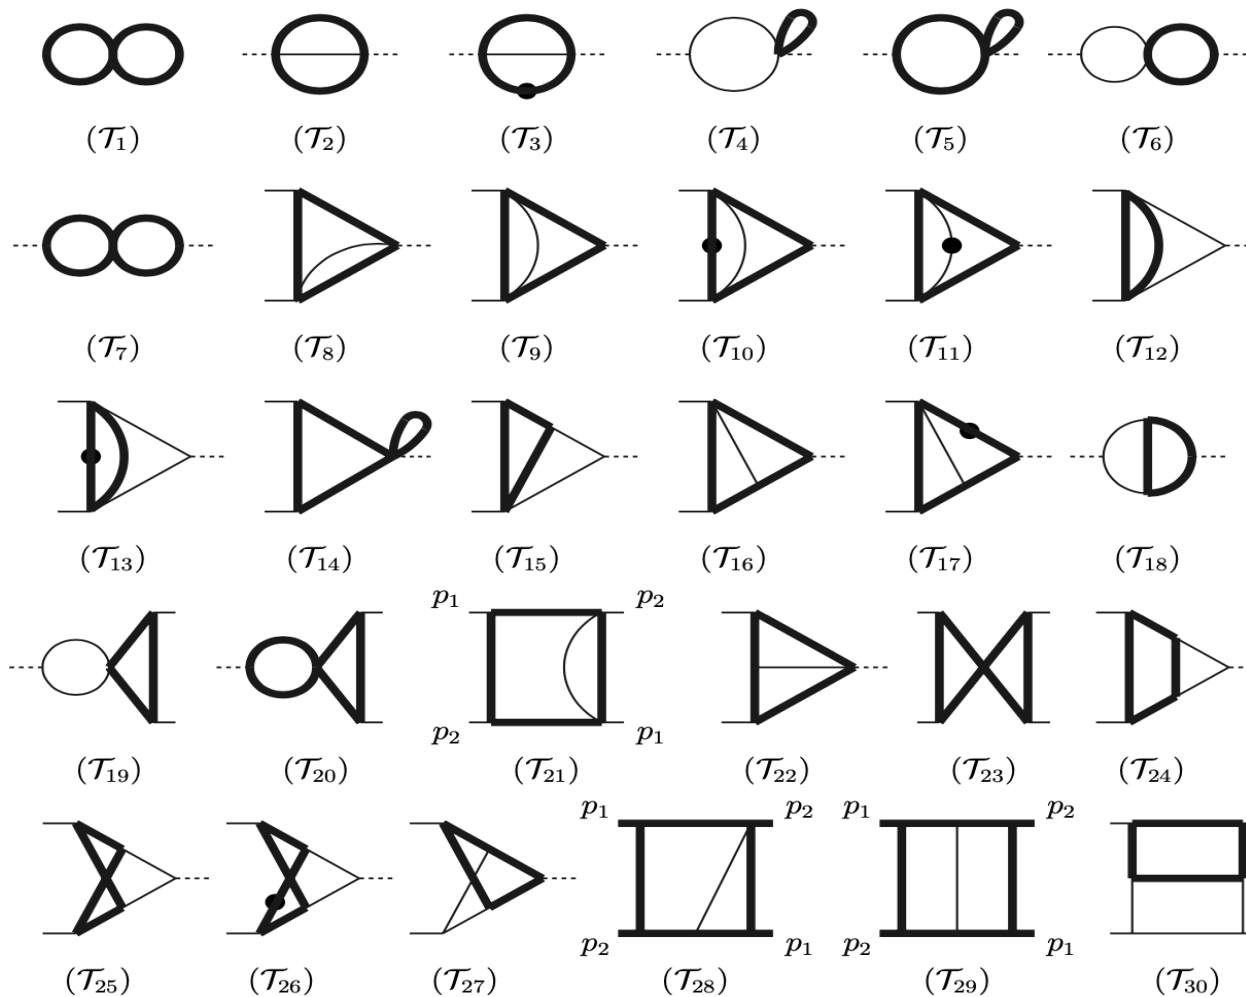 (𝒯₁) (𝒯₂) (𝒯₃) (𝒯₄) (𝒯₅) (𝒯₆)
(𝒯₇) (𝒯₈) (𝒯₉) (𝒯₁₀) (𝒯₁₁) (𝒯₁₂)
(𝒯₁₃) (𝒯₁₄) (𝒯₁₅) (𝒯₁₆) (𝒯₁₇) (𝒯₁₈)
p₁ p₂
p₂ p₁
(𝒯₁₉) (𝒯₂₀) (𝒯₂₁) (𝒯₂₂) (𝒯₂₃) (𝒯₂₄)
p₁ p₂ p₁ p₂
p₂ p₁ p₂ p₁
(𝒯₂₅) (𝒯₂₆) (𝒯₂₇) (𝒯₂₈) (𝒯₂₉) (𝒯₃₀)